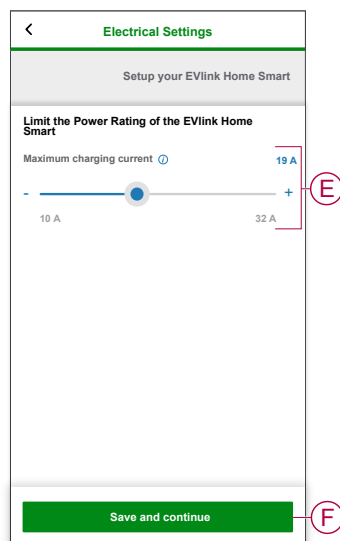 Electrical Settings
Setup your EVlink Home Smart
Limit the Power Rating of the EVlink Home
Smart
Maximum charging current i 19 A
- +
10 A 32 A
E
Save and continue
F